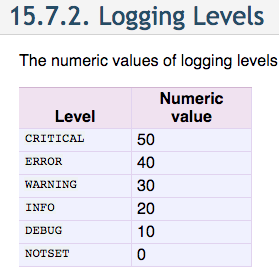 15.7.2. Logging Levels
The numeric values of logging levels
Level Numeric value
CRITICAL 50
ERROR 40
WARNING 30
INFO 20
DEBUG 10
NOTSET 0